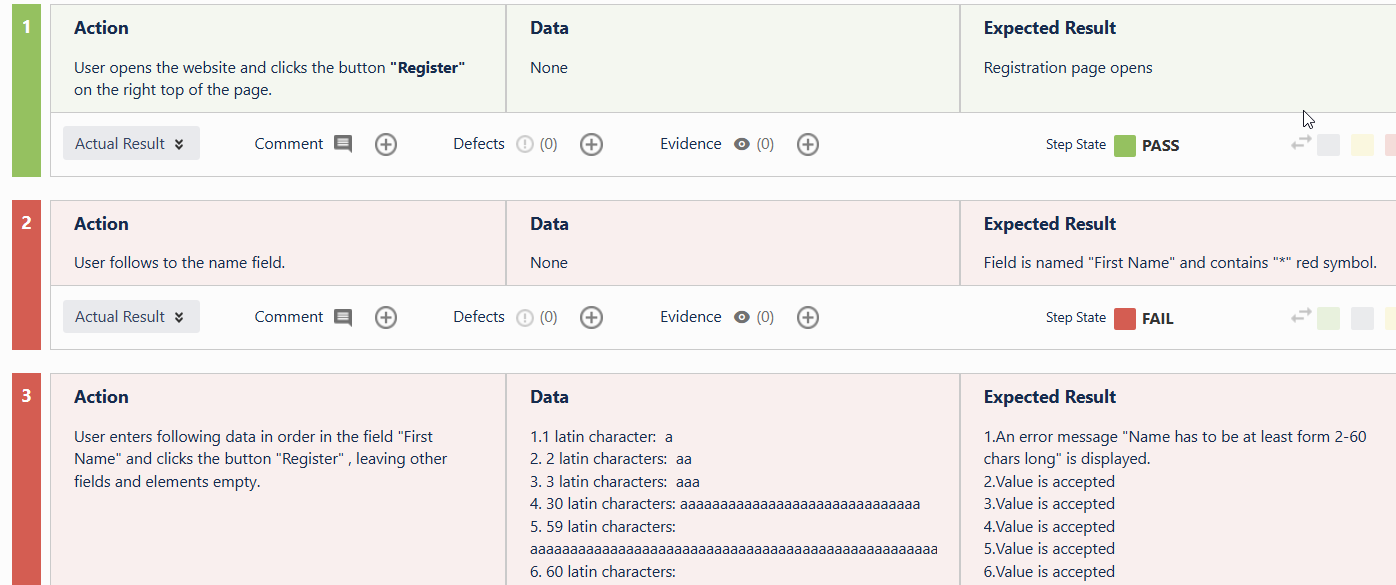 1
Action
Data
Expected Result
User opens the website and clicks the button "Register"
on the right top of the page.
None
Registration page opens
Actual Result
Comment
Defects (0)
Evidence (0)
Step State PASS
2
Action
Data
Expected Result
User follows to the name field.
None
Field is named "First Name" and contains "*" red symbol.
Actual Result
Comment
Defects (0)
Evidence (0)
Step State FAIL
3
Action
Data
Expected Result
User enters following data in order in the field "First
Name" and clicks the button "Register" , leaving other
fields and elements empty.
1.1 latin character:  a
2. 2 latin characters:  aa
3. 3 latin characters:  aaa
4. 30 latin characters: aaaaaaaaaaaaaaaaaaaaaaaaaaaaaa
5. 59 latin characters:
aaaaaaaaaaaaaaaaaaaaaaaaaaaaaaaaaaaaaaaaaaaaaaaaaaa
6. 60 latin characters:
1.An error message "Name has to be at least form 2-60
chars long" is displayed.
2.Value is accepted
3.Value is accepted
4.Value is accepted
5.Value is accepted
6.Value is accepted